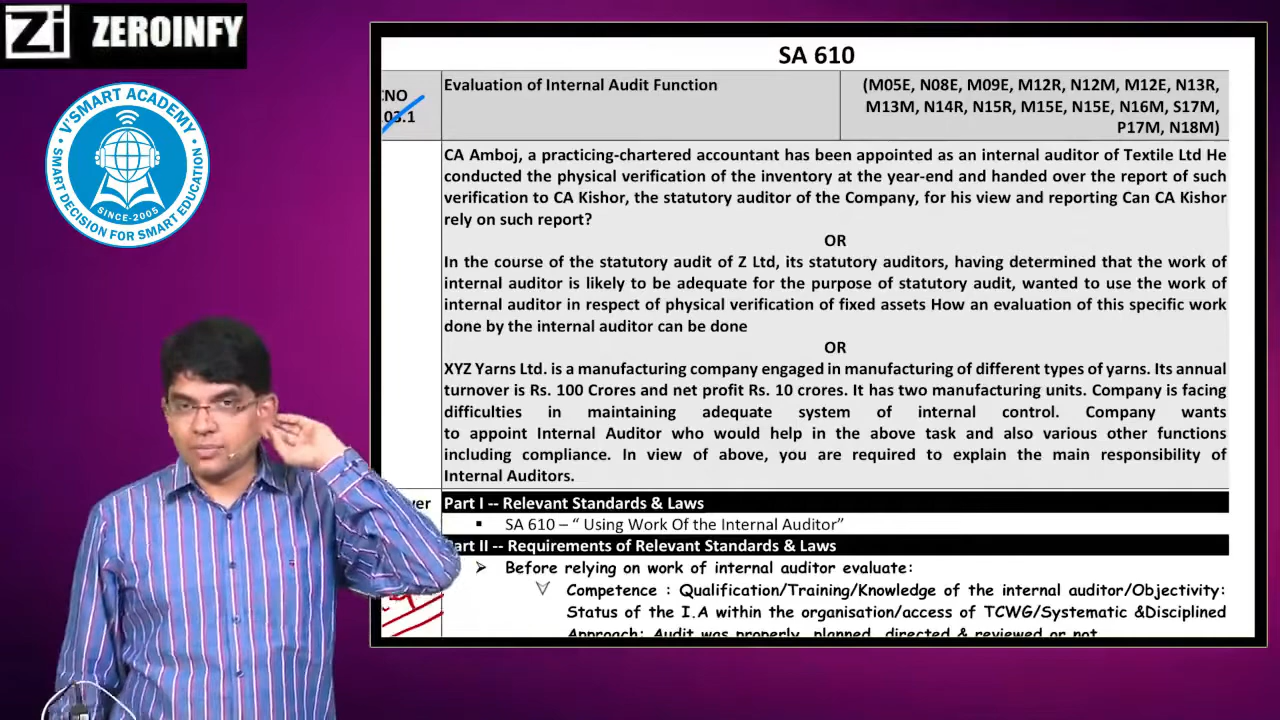 Zi ZEROINFY
V'SMART ACADEMY
SMART DECISION FOR SMART EDUCATION
SINCE-2005
SA 610
Evaluation of Internal Audit Function
(M05E, N08E, M09E, M12R, N12M, M12E, N13R,
M13M, N14R, N15R, M15E, N15E, N16M, S17M,
P17M, N18M)
CA Amboj, a practicing-chartered accountant has been appointed as an internal auditor of Textile Ltd He
conducted the physical verification of the inventory at the year-end and handed over the report of such
verification to CA Kishor, the statutory auditor of the Company, for his view and reporting Can CA Kishor
rely on such report?
OR
In the course of the statutory audit of Z Ltd, its statutory auditors, having determined that the work of
internal auditor is likely to be adequate for the purpose of statutory audit, wanted to use the work of
internal auditor in respect of physical verification of fixed assets How an evaluation of this specific work
done by the internal auditor can be done
OR
XYZ Yarns Ltd. is a manufacturing company engaged in manufacturing of different types of yarns. Its annual
turnover is Rs. 100 Crores and net profit Rs. 10 crores. It has two manufacturing units. Company is facing
difficulties in maintaining adequate system of internal control. Company wants
to appoint Internal Auditor who would help in the above task and also various other functions
including compliance. In view of above, you are required to explain the main responsibility of
Internal Auditors.
Part I -- Relevant Standards & Laws
SA 610 – “ Using Work Of the Internal Auditor”
Part II -- Requirements of Relevant Standards & Laws
Before relying on work of internal auditor evaluate:
Competence : Qualification/Training/Knowledge of the internal auditor/Objectivity:
Status of the I.A within the organisation/access of TCWG/Systematic &Disciplined
Approach: Audit was properly planned, directed & reviewed or not